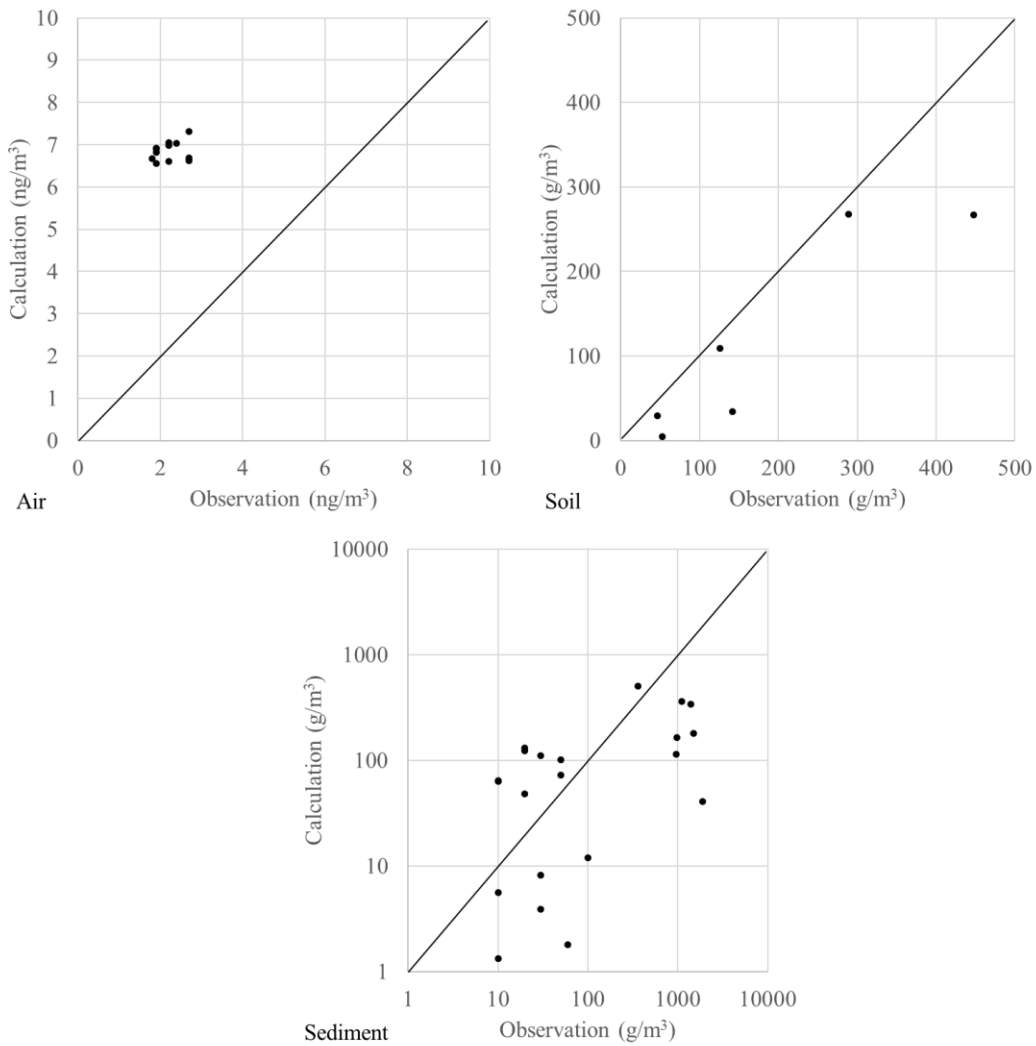 10
9
8
7
6
5
4
3
2
1
0
Calculation (ng/m³)
0 2 4 6 8 10
Observation (ng/m³)
Air
500
400
300
200
100
0
Calculation (g/m³)
0 100 200 300 400 500
Observation (g/m³)
Soil
10000
1000
100
10
1
Calculation (g/m³)
1 10 100 1000 10000
Observation (g/m³)
Sediment